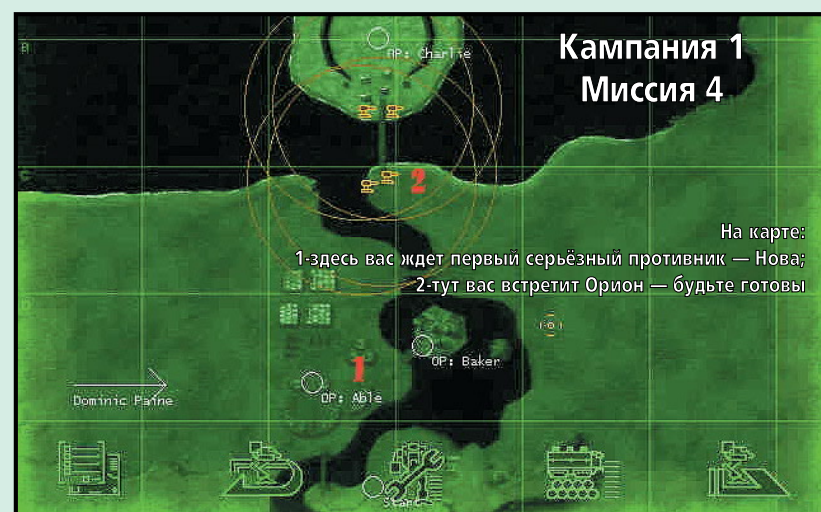 OP: Charlie
Кампания 1
Миссия 4
2
На карте:
1-здесь вас ждет первый серьёзный противник — Нова;
2-тут вас встретит Орион — будьте готовы
OP: Baker
1
OP: Able
Dominic Paine
Start